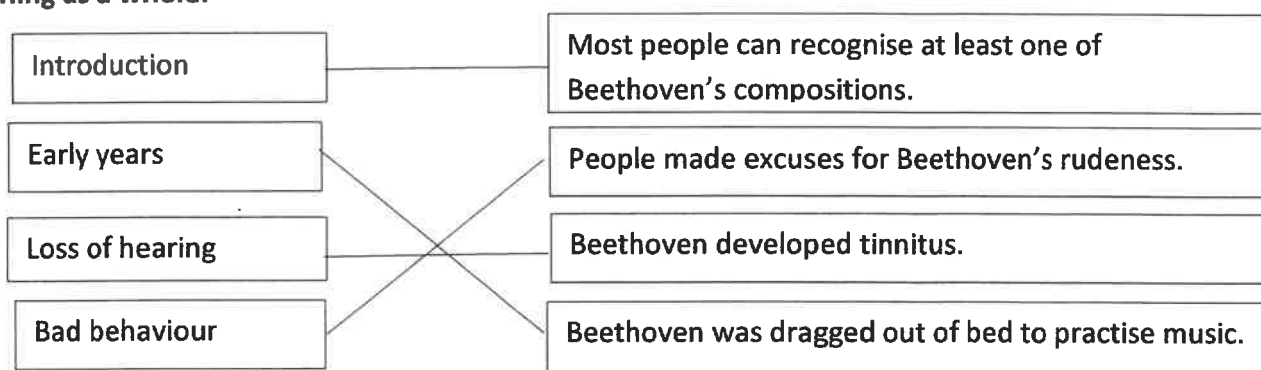 Introduction
Most people can recognise at least one of
Beethoven's compositions.
Early years
People made excuses for Beethoven's rudeness.
Loss of hearing
Beethoven developed tinnitus.
Bad behaviour
Beethoven was dragged out of bed to practise music.